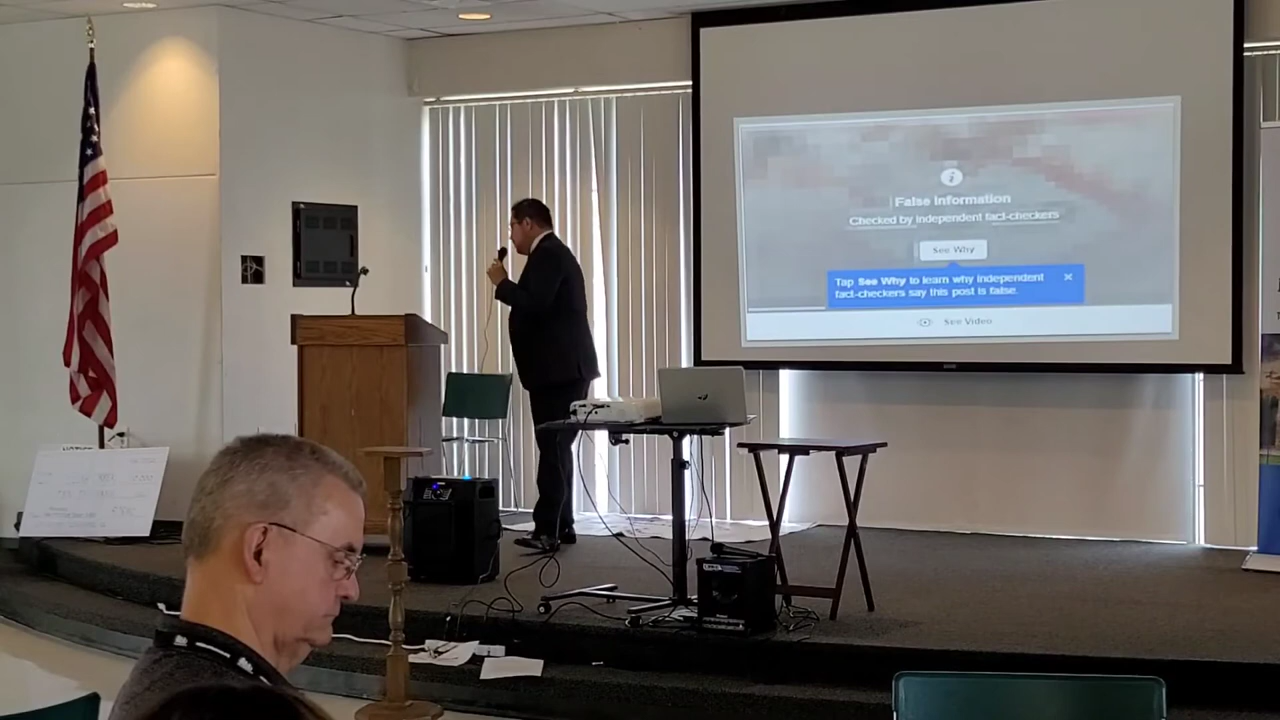 False Information
Checked by independent fact-checkers
See Why
Tap See Why to learn why independent
fact-checkers say this post is false.
See Video